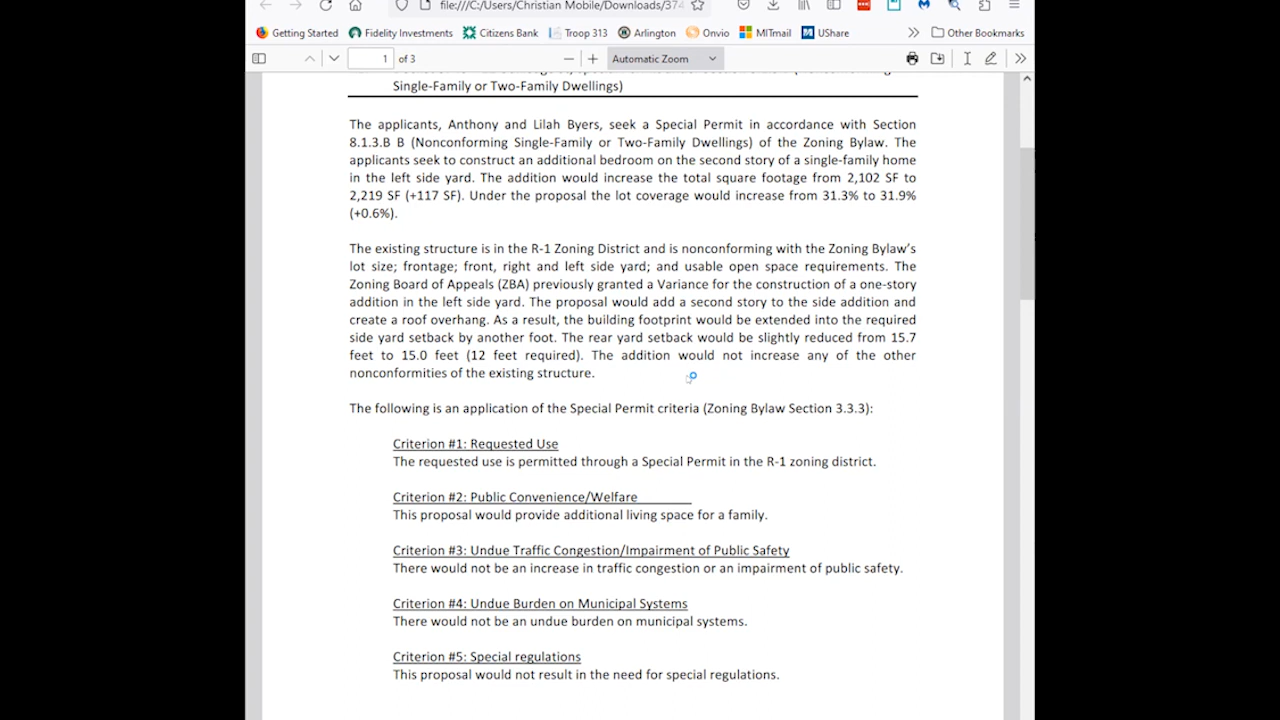 file:///C:/Users/Christian Mobile/Downloads/374
Getting Started Fidelity Investments Citizens Bank Troop 313 Arlington Onvio MITmail UShare Other Bookmarks
1 of 3 Automatic Zoom
Single-Family or Two-Family Dwellings)
The applicants, Anthony and Lilah Byers, seek a Special Permit in accordance with Section
8.1.3.B B (Nonconforming Single-Family or Two-Family Dwellings) of the Zoning Bylaw. The
applicants seek to construct an additional bedroom on the second story of a single-family home
in the left side yard. The addition would increase the total square footage from 2,102 SF to
2,219 SF (+117 SF). Under the proposal the lot coverage would increase from 31.3% to 31.9%
(+0.6%).
The existing structure is in the R-1 Zoning District and is nonconforming with the Zoning Bylaw's
lot size; frontage; front, right and left side yard; and usable open space requirements. The
Zoning Board of Appeals (ZBA) previously granted a Variance for the construction of a one-story
addition in the left side yard. The proposal would add a second story to the side addition and
create a roof overhang. As a result, the building footprint would be extended into the required
side yard setback by another foot. The rear yard setback would be slightly reduced from 15.7
feet to 15.0 feet (12 feet required). The addition would not increase any of the other
nonconformities of the existing structure.
The following is an application of the Special Permit criteria (Zoning Bylaw Section 3.3.3):
Criterion #1: Requested Use
The requested use is permitted through a Special Permit in the R-1 zoning district.
Criterion #2: Public Convenience/Welfare
This proposal would provide additional living space for a family.
Criterion #3: Undue Traffic Congestion/Impairment of Public Safety
There would not be an increase in traffic congestion or an impairment of public safety.
Criterion #4: Undue Burden on Municipal Systems
There would not be an undue burden on municipal systems.
Criterion #5: Special regulations
This proposal would not result in the need for special regulations.